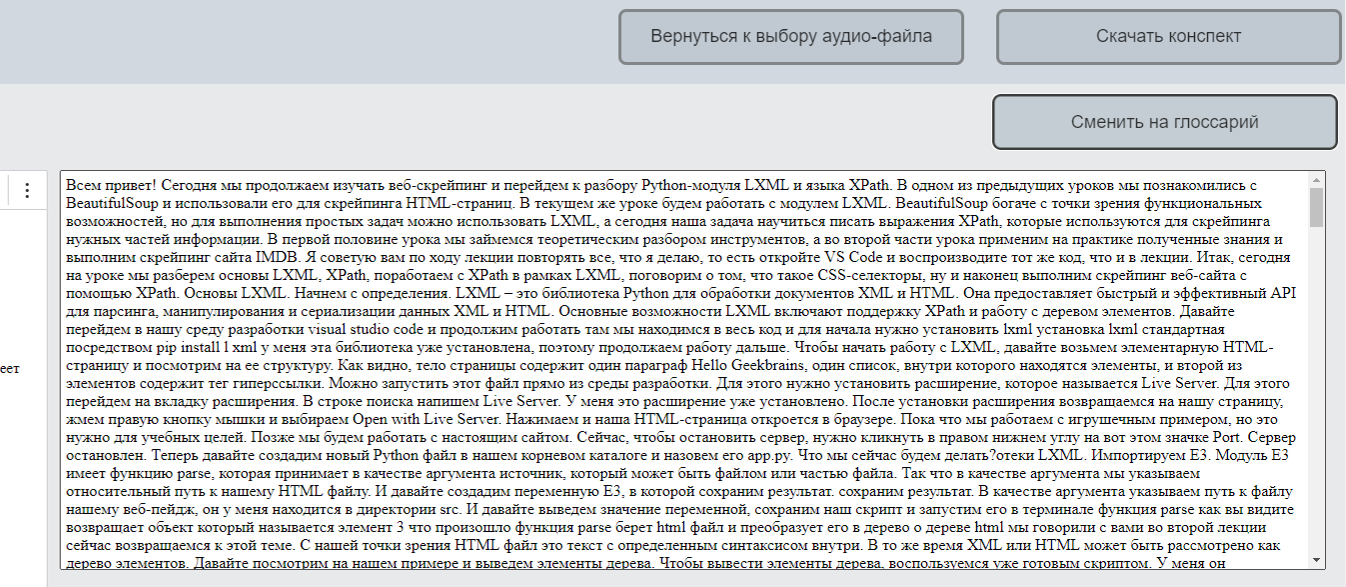 Вернуться к выбору аудио-файла
Скачать конспект
Сменить на глоссарий
Всем привет! Сегодня мы продолжаем изучать веб-скрейпинг и перейдем к разбору Python-модуля LXML и языка XPath. В одном из предыдущих уроков мы познакомились с
BeautifulSoup и использовали его для скрейпинга HTML-страниц. В текущем же уроке будем работать с модулем LXML. BeautifulSoup богаче с точки зрения функциональных
возможностей, но для выполнения простых задач можно использовать LXML, а сегодня наша задача научиться писать выражения XPath, которые используются для скрейпинга
нужных частей информации. В первой половине урока мы займемся теоретическим разбором инструментов, а во второй части урока применим на практике полученные знания и
выполним скрейпинг сайта IMDB. Я советую вам по ходу лекции повторять все, что я делаю, то есть откройте VS Code и воспроизводите тот же код, что и в лекции. Итак, сегодня
на уроке мы разберем основы LXML, XPath, поработаем с XPath в рамках LXML, поговорим о том, что такое CSS-селекторы, ну и наконец выполним скрейпинг веб-сайта с
помощью XPath. Основы LXML. Начнем с определения. LXML – это библиотека Python для обработки документов XML и HTML. Она предоставляет быстрый и эффективный API
для парсинга, манипулирования и сериализации данных XML и HTML. Основные возможности LXML включают поддержку XPath и работу с деревом элементов. Давайте
перейдем в нашу среду разработки visual studio code и продолжим работать там мы находимся в весь код и для начала нужно установить lxml установка lxml стандартная
посредством pip install l xml у меня эта библиотека уже установлена, поэтому продолжаем работу дальше. Чтобы начать работу с LXML, давайте возьмем элементарную HTML-
страницу и посмотрим на ее структуру. Как видно, тело страницы содержит один параграф Hello Geekbrains, один список, внутри которого находятся элементы, и второй из
еет
элементов содержит тег гиперссылки. Можно запустить этот файл прямо из среды разработки. Для этого нужно установить расширение, которое называется Live Server. Для этого
перейдем на вкладку расширения. В строке поиска напишем Live Server. У меня это расширение уже установлено. После установки расширения возвращаемся на нашу страницу,
жмем правую кнопку мышки и выбираем Open with Live Server. Нажимаем и наша HTML-страница откроется в браузере. Пока что мы работаем с игрушечным примером, но это
нужно для учебных целей. Позже мы будем работать с настоящим сайтом. Сейчас, чтобы остановить сервер, нужно кликнуть в правом нижнем углу на вот этом значке Port. Сервер
остановлен. Теперь давайте создадим новый Python файл в нашем корневом каталоге и назовем его app.py. Что мы сейчас будем делать?отеки LXML. Импортируем E3. Модуль E3
имеет функцию parse, которая принимает в качестве аргумента источник, который может быть файлом или частью файла. Так что в качестве аргумента мы указываем
относительный путь к нашему HTML файлу. И давайте создадим переменную E3, в которой сохраним результат. сохраним результат. В качестве аргумента указываем путь к файлу
нашему веб-пейдж, он у меня находится в директории src. И давайте выведем значение переменной, сохраним наш скрипт и запустим его в терминале функция parse как вы видите
возвращает объект который называется элемент 3 что произошло функция parse берет html файл и преобразует его в дерево о дереве html мы говорили с вами во второй лекции
сейчас возвращаемся к этой теме. С нашей точки зрения HTML файл это текст с определенным синтаксисом внутри. В то же время XML или HTML может быть рассмотрено как
дерево элементов. Давайте посмотрим на нашем примере и выведем элементы дерева. Чтобы вывести элементы дерева, воспользуемся уже готовым скриптом. У меня он